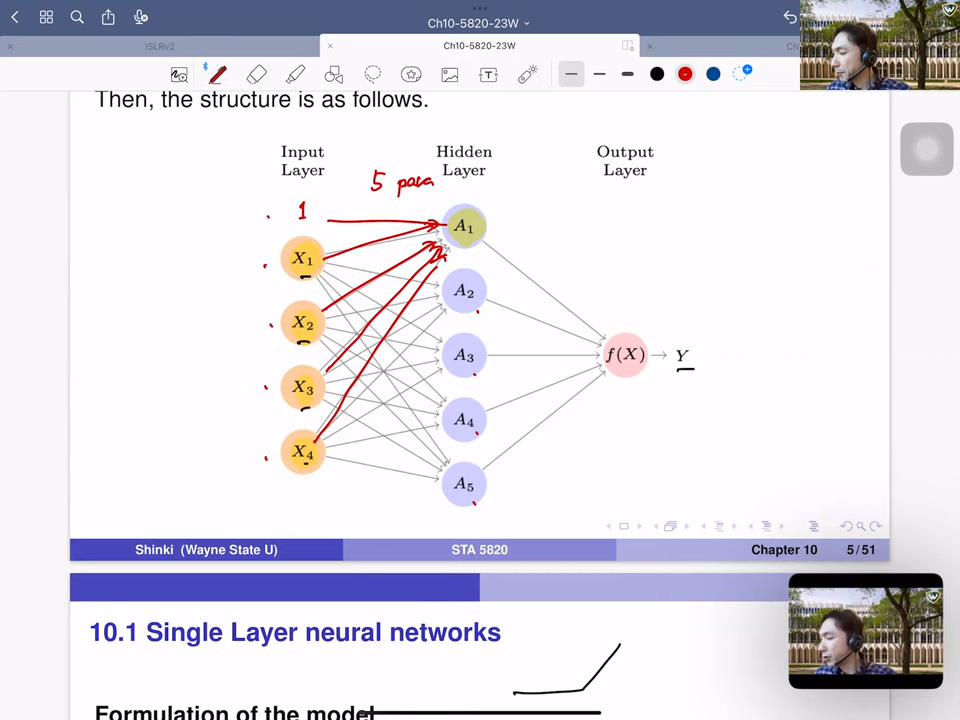 Ch10-5820-23W
ISLRv2
Ch10-5820-23W
Then, the structure is as follows.
Input Layer
Hidden Layer
Output Layer
5 para
1
X1
X2
X3
X4
A1
A2
A3
A4
A5
f(X)
Y
Shinki (Wayne State U)
STA 5820
Chapter 10
5/51
10.1 Single Layer neural networks
Formulation of the model